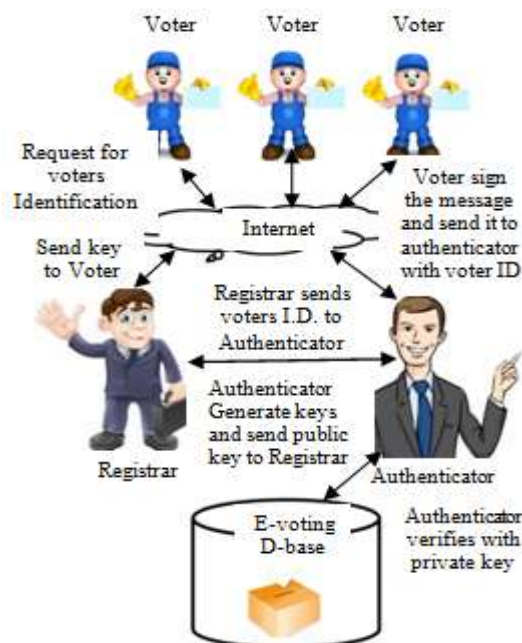 Voter
Voter
Voter
Request for
voters
Identification
Voter sign
the message
and send it to
authenticator
with voter ID
Internet
Send key
to Voter
Registrar sends
voters I.D. to
Authenticator
Authenticator
Generate keys
and send public
key to Registrar
Registrar
Authenticator
E-voting
D-base
Authenticator
verifies with
private key